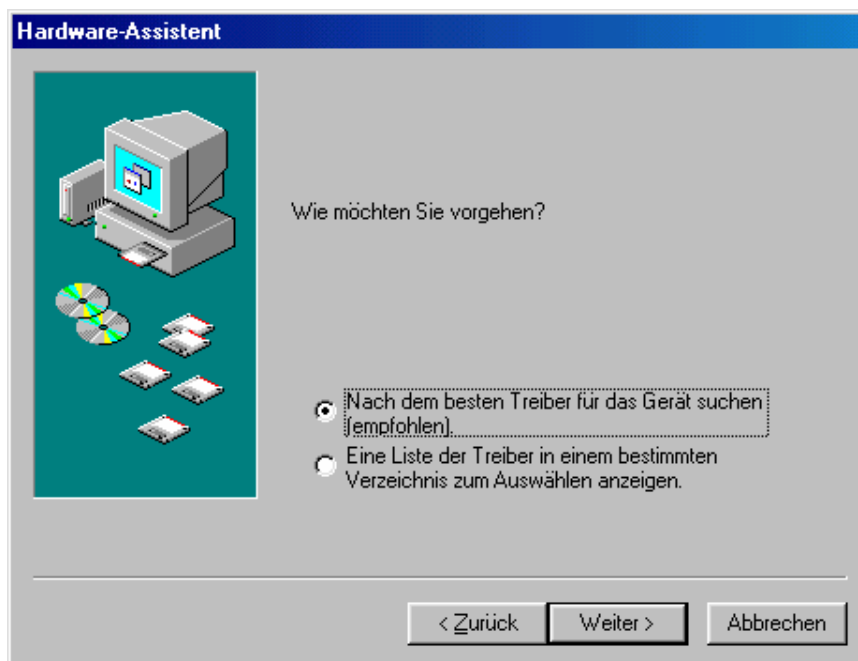 Hardware-Assistent
Wie möchten Sie vorgehen?
Nach dem besten Treiber für das Gerät suchen
(empfohlen).
Eine Liste der Treiber in einem bestimmten
Verzeichnis zum Auswählen anzeigen.
< Zurück
Weiter >
Abbrechen